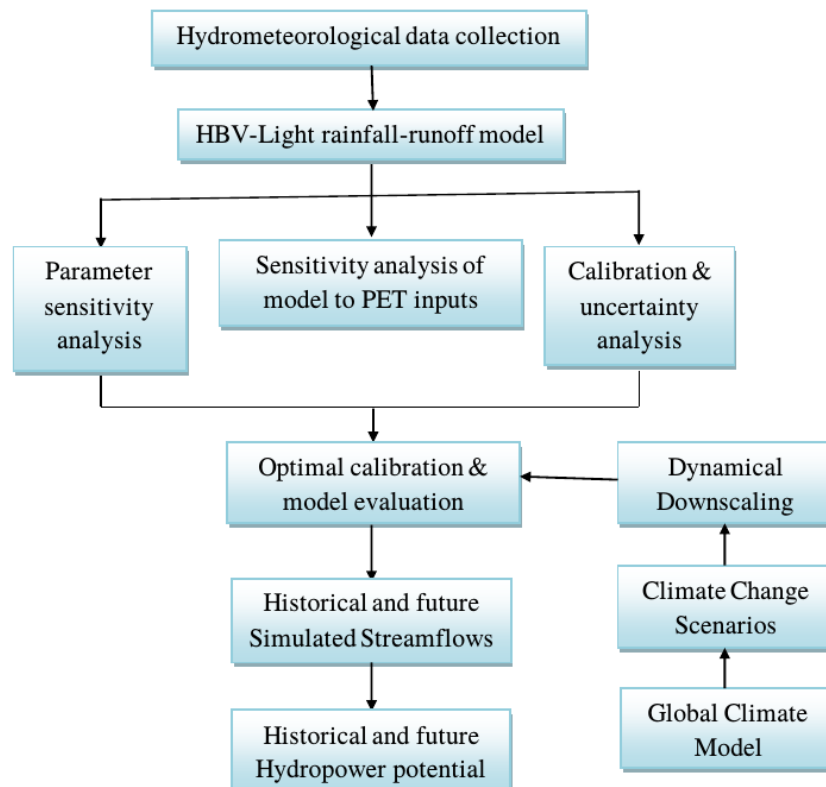 Hydrometeorological data collection
HBV-Light rainfall-runoff model
Parameter
sensitivity
analysis
Sensitivity analysis of
model to PET inputs
Calibration &
uncertainty
analysis
Optimal calibration &
model evaluation
Dynamical
Downscaling
Historical and future
Simulated Streamflows
Climate Change
Scenarios
Historical and future
Hydropower potential
Global Climate
Model